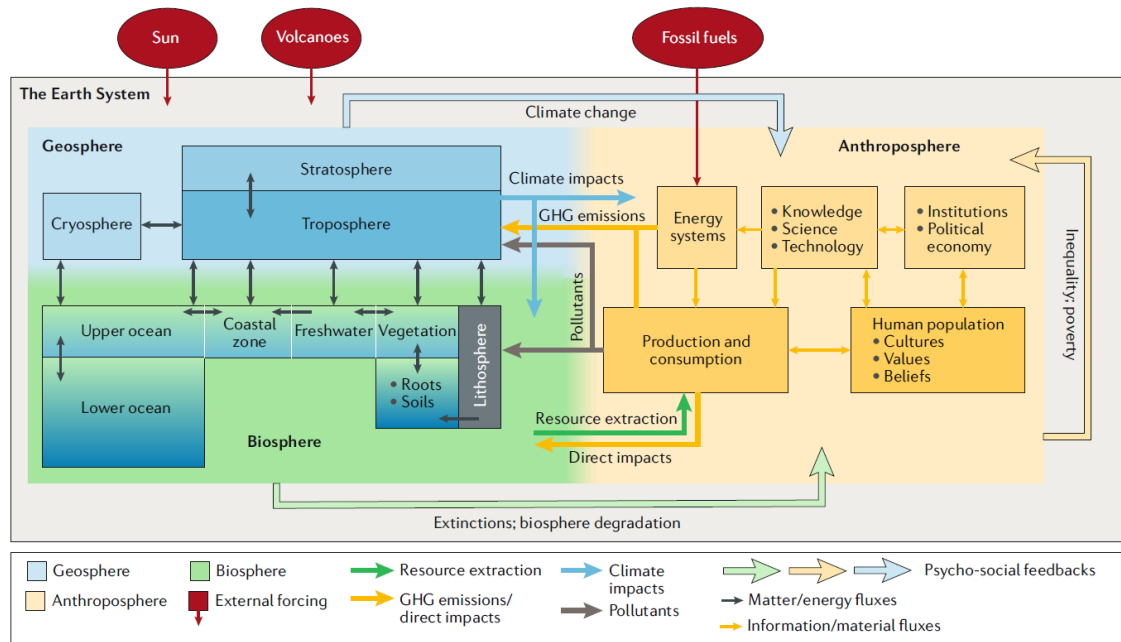 Sun
Volcanoes
Fossil fuels
The Earth System
Climate change
Geosphere
Anthroposphere
Stratosphere
Climate impacts
Cryosphere
Troposphere
GHG emissions
Energy
systems
• Knowledge
• Science
• Technology
• Institutions
• Political
economy
Inequality; poverty
Pollutants
Upper ocean
Coastal
zone
Freshwater
Vegetation
Lithosphere
Production and
consumption
Human population
• Cultures
• Values
• Beliefs
Lower ocean
• Roots
• Soils
Resource extraction
Biosphere
Direct impacts
Extinctions; biosphere degradation
Geosphere
Biosphere
Resource extraction
Climate
impacts
Psycho-social feedbacks
Anthroposphere
External forcing
GHG emissions/
direct impacts
Pollutants
Matter/energy fluxes
Information/material fluxes